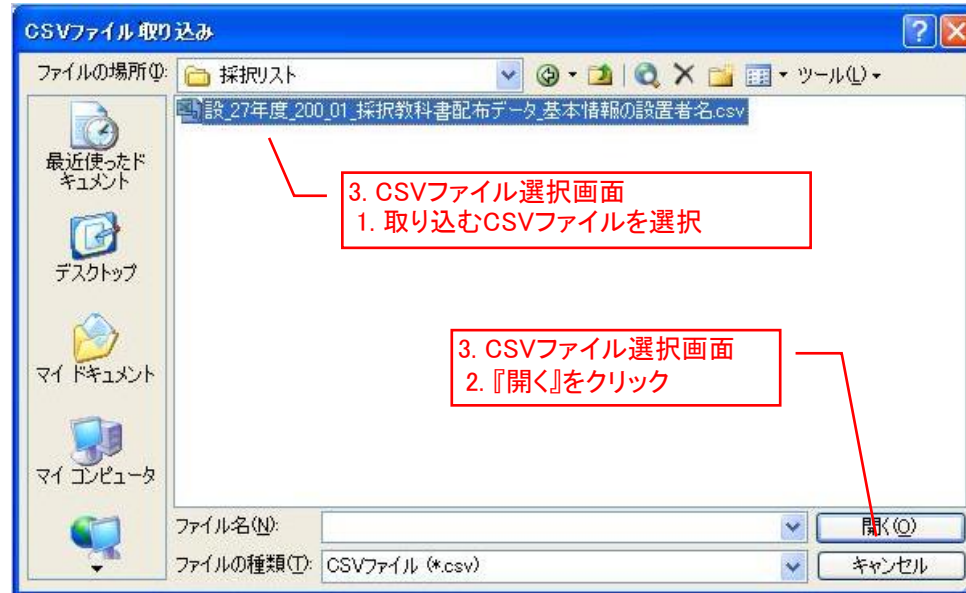 CSVファイル取り込み
ファイルの場所(I):
採択リスト
ツール(L)
設_27年度_200_01_採択教科書配布データ_基本情報の設置者名.csv
最近使ったド
キュメント
3. CSVファイル選択画面
1. 取り込むCSVファイルを選択
デスクトップ
3. CSVファイル選択画面
2.『開く』をクリック
マイ ドキュメント
マイ コンピュータ
ファイル名(N):
開く(O)
ファイルの種類(T):
CSVファイル (*.csv)
キャンセル